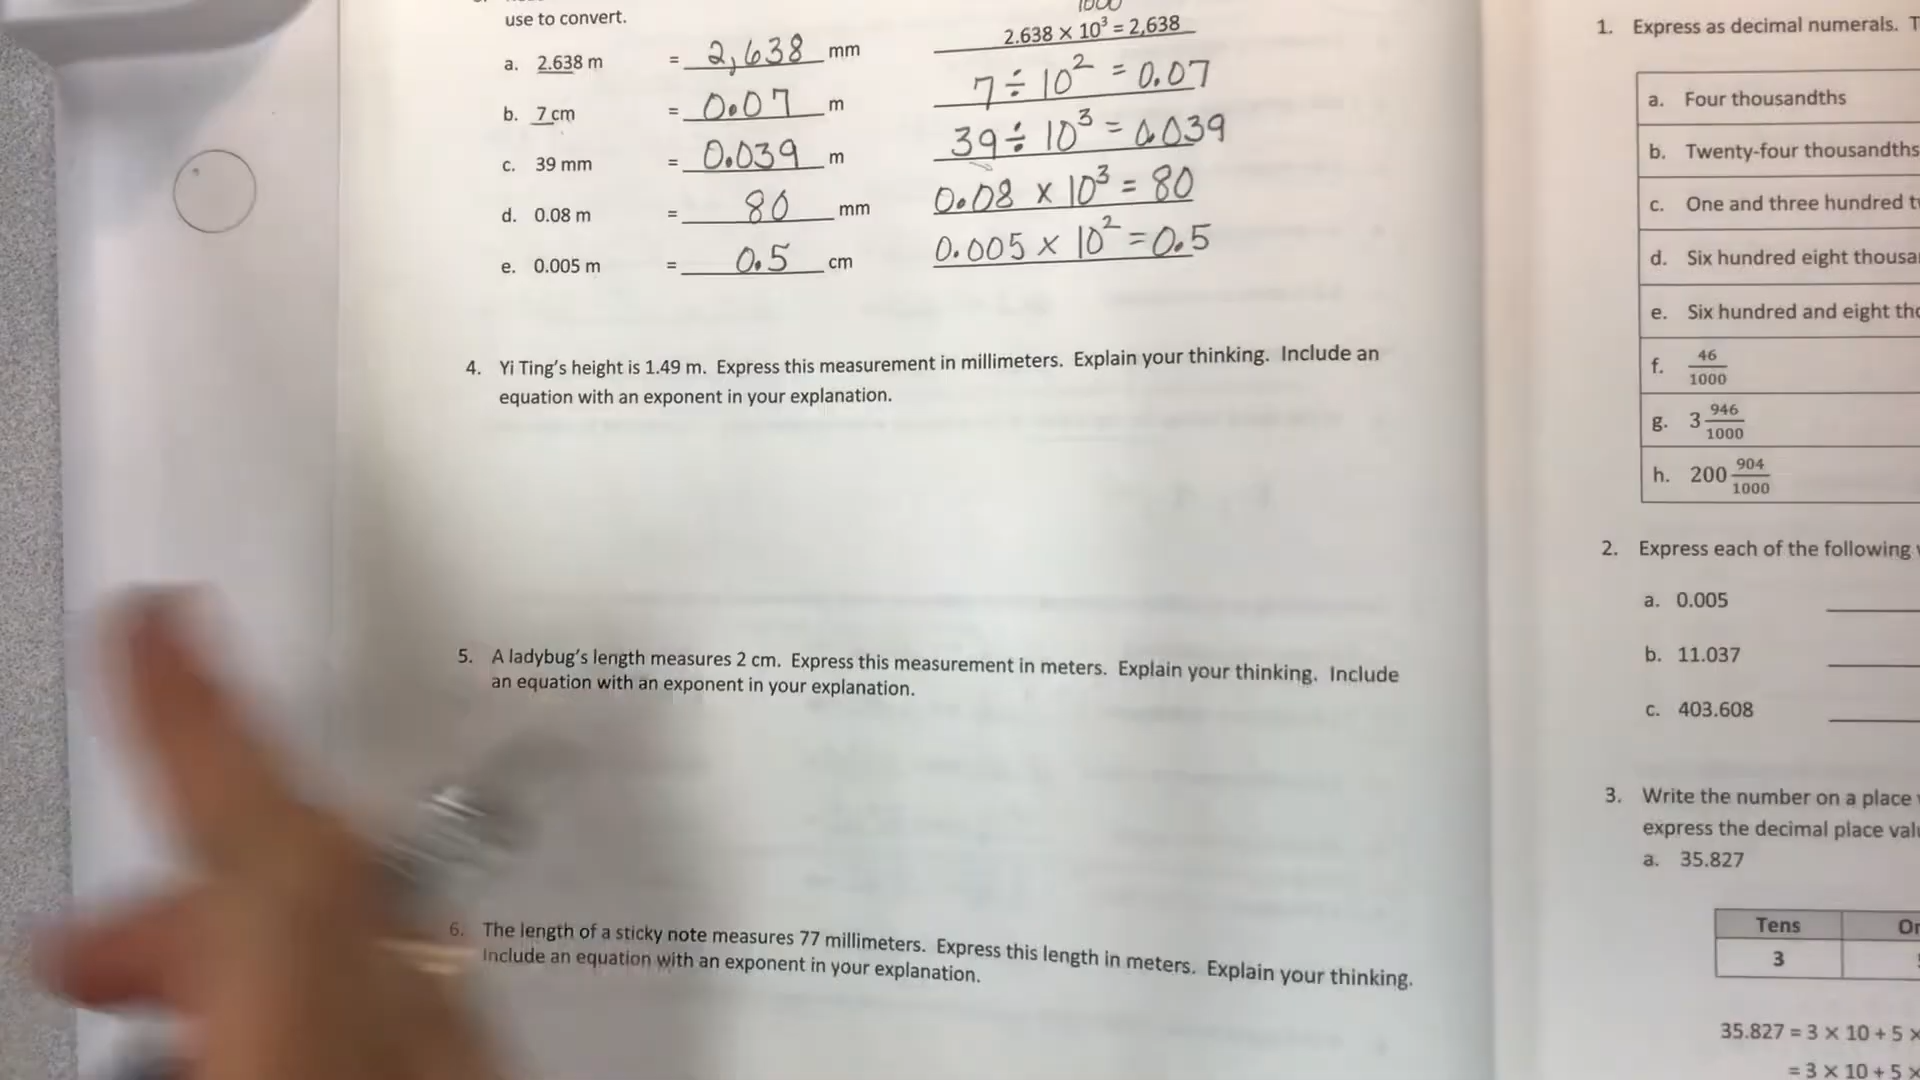 use to convert.
1000
a. 2.638 m = 2,638 mm 2.638 × 10³ = 2,638
b. 7 cm = 0.07 m 7 ÷ 10² = 0.07
c. 39 mm = 0.039 m 39 ÷ 10³ = 0.039
d. 0.08 m = 80 mm 0.08 × 10³ = 80
e. 0.005 m = 0.5 cm 0.005 × 10² = 0.5
4. Yi Ting's height is 1.49 m. Express this measurement in millimeters. Explain your thinking. Include an
equation with an exponent in your explanation.
5. A ladybug's length measures 2 cm. Express this measurement in meters. Explain your thinking. Include
an equation with an exponent in your explanation.
6. The length of a sticky note measures 77 millimeters. Express this length in meters. Explain your thinking.
Include an equation with an exponent in your explanation.
1. Express as decimal numerals.
a. Four thousandths
b. Twenty-four thousandths
c. One and three hundred
d. Six hundred eight
e. Six hundred and eight
f. 46/1000
g. 3 946/1000
h. 200 904/1000
2. Express each of the following
a. 0.005
b. 11.037
c. 403.608
3. Write the number on a place
express the decimal place
a. 35.827
Tens
3
35.827 = 3 × 10 + 5 ×
= 3 × 10 + 5 ×